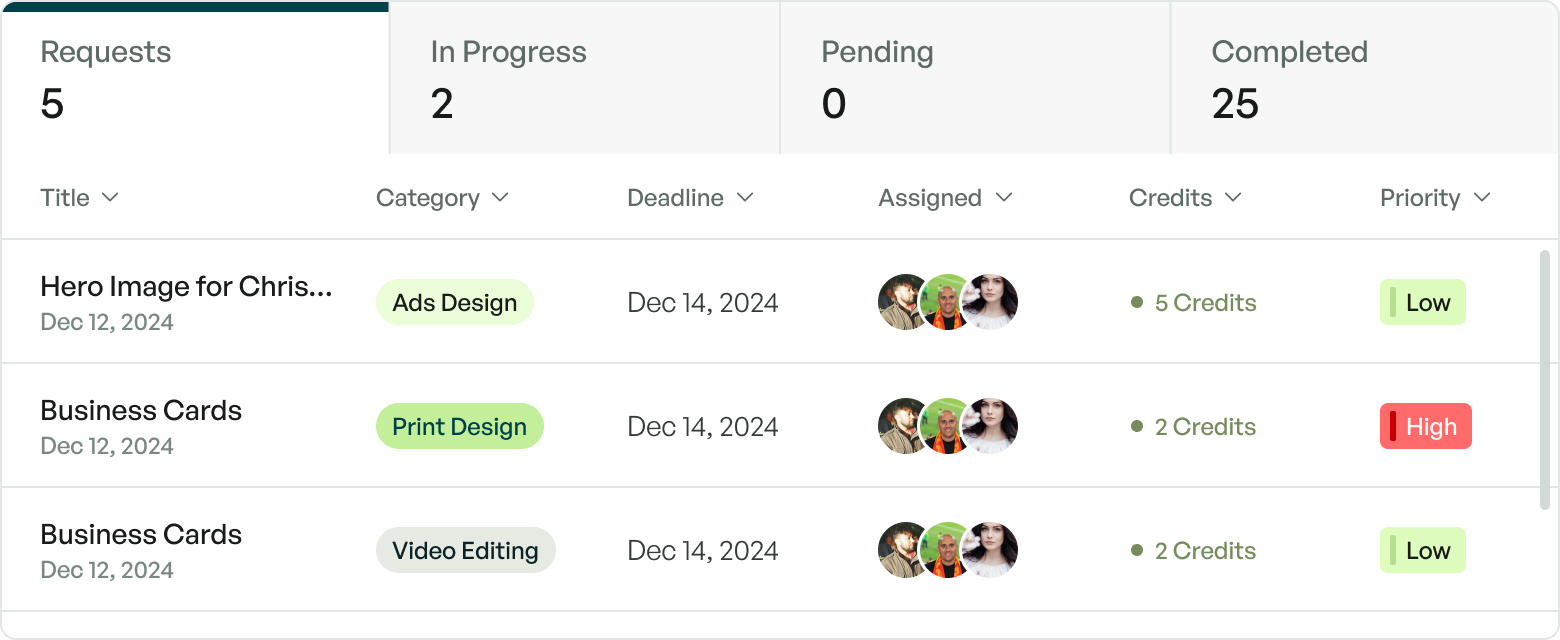 Requests In Progress Pending Completed
5 2 0 25
Title Category Deadline Assigned Credits Priority
Hero Image for Chris...
Dec 12, 2024
Ads Design Dec 14, 2024 5 Credits Low
Business Cards
Dec 12, 2024
Print Design Dec 14, 2024 2 Credits High
Business Cards
Dec 12, 2024
Video Editing Dec 14, 2024 2 Credits Low